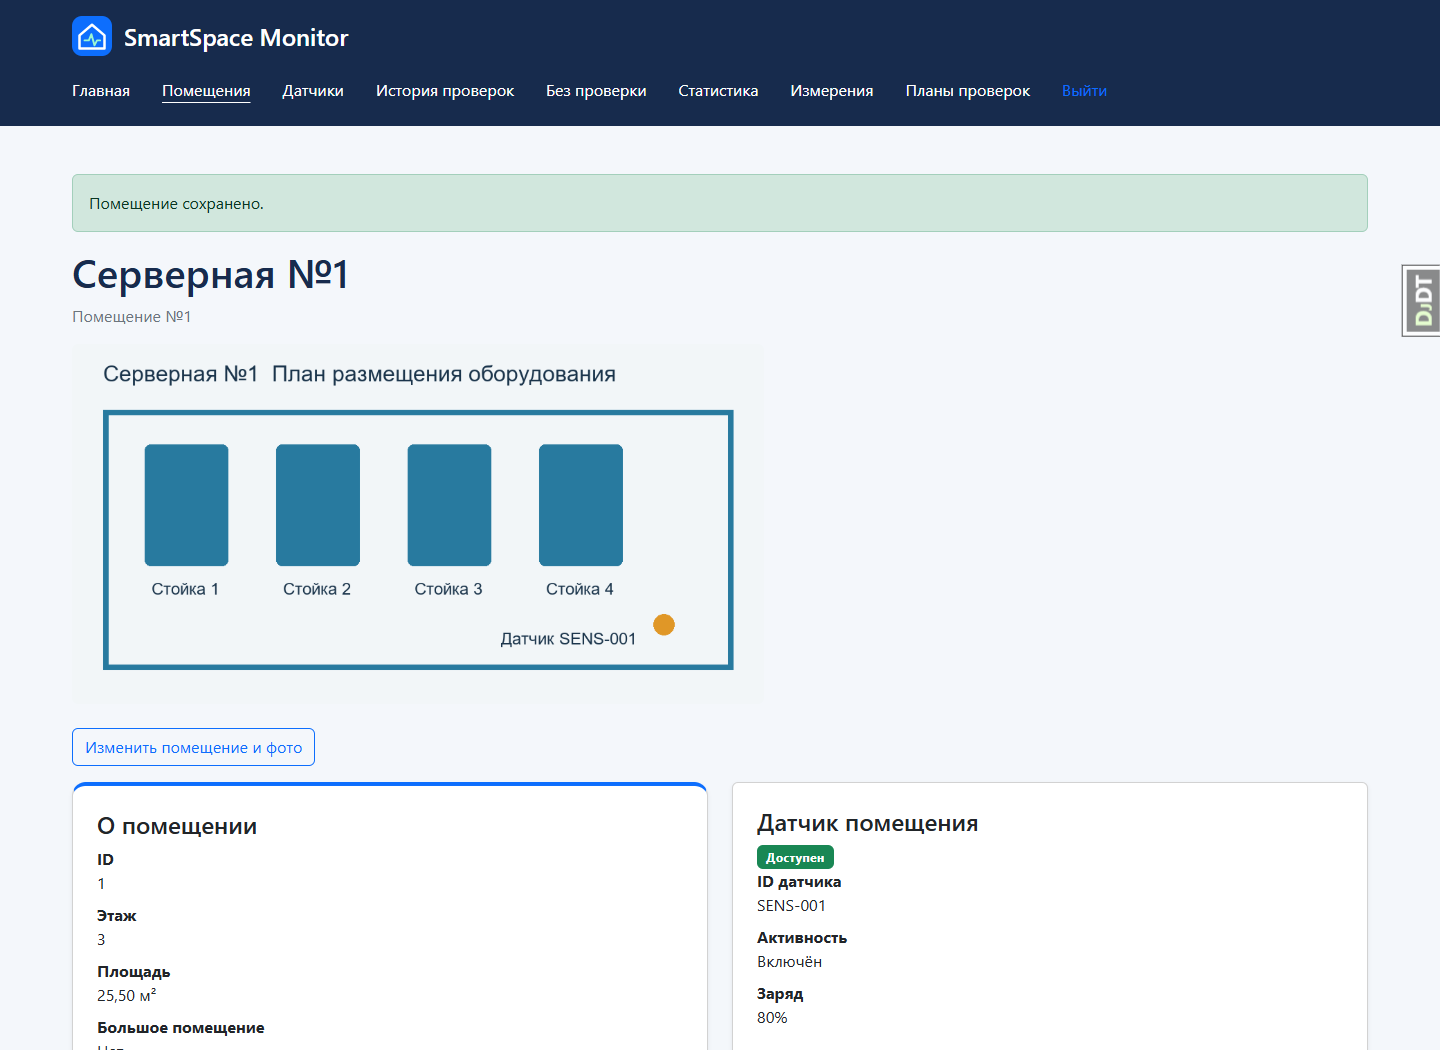 SmartSpace Monitor
Главная Помещения Датчики История проверок Без проверки Статистика Измерения Планы проверок Выйти
Помещение сохранено.
Серверная №1
Помещение №1
DjDT
Серверная №1 План размещения оборудования
Стойка 1 Стойка 2 Стойка 3 Стойка 4
Датчик SENS-001
Изменить помещение и фото
О помещении
ID
1
Этаж
3
Площадь
25,50 м²
Большое помещение
Датчик помещения
Доступен
ID датчика
SENS-001
Активность
Включён
Заряд
80%